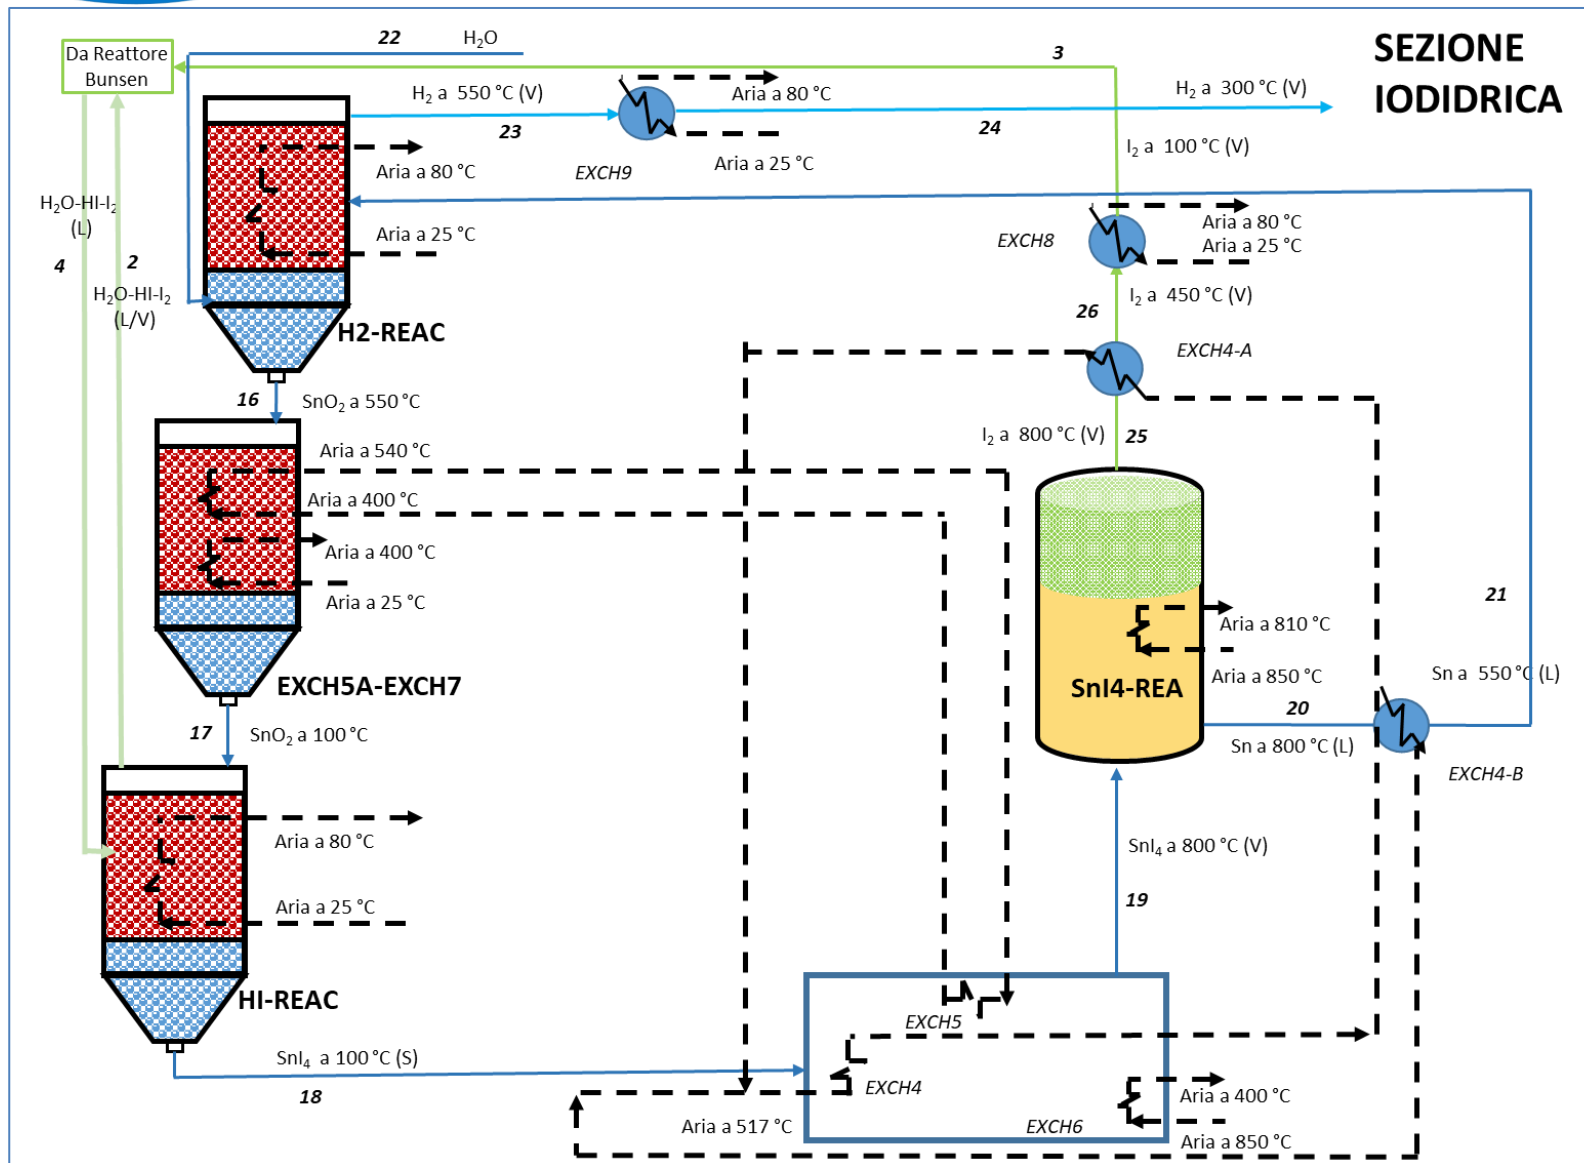 SEZIONE
IODIDRICA
22
H₂O
3
Da Reattore
Bunsen
H₂ a 550 °C (V)
23
Aria a 80 °C
H₂ a 300 °C (V)
24
Aria a 25 °C
EXCH9
I₂ a 100 °C (V)
Aria a 80 °C
H₂O-HI-I₂
(L)
4
2
H₂O-HI-I₂
(L/V)
Aria a 25 °C
EXCH8
Aria a 80 °C
Aria a 25 °C
I₂ a 450 °C (V)
26
H2-REAC
EXCH4-A
16
SnO₂ a 550 °C
Aria a 540 °C
I₂ a 800 °C (V)
25
Aria a 400 °C
Aria a 400 °C
Aria a 25 °C
21
Aria a 810 °C
Aria a 850 °C
Sn a 550 °C (L)
EXCH5A-EXCH7
SnI4-REA
20
Sn a 800 °C (L)
EXCH4-B
17
SnO₂ a 100 °C
Aria a 80 °C
SnI₄ a 800 °C (V)
19
Aria a 25 °C
HI-REAC
EXCH5
SnI₄ a 100 °C (S)
18
EXCH4
Aria a 517 °C
EXCH6
Aria a 400 °C
Aria a 850 °C